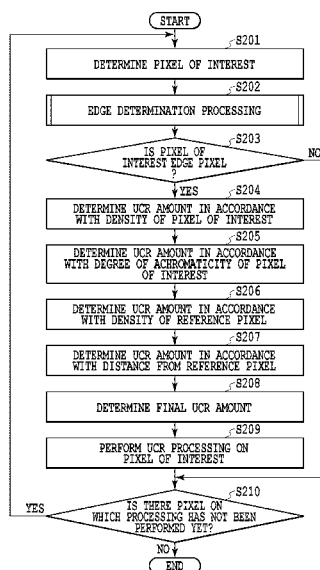 START
S201
DETERMINE PIXEL OF INTEREST
S202
EDGE DETERMINATION PROCESSING
S203
IS PIXEL OF
INTEREST EDGE PIXEL
?
NO
YES
S204
DETERMINE UCR AMOUNT IN ACCORDANCE
WITH DENSITY OF PIXEL OF INTEREST
S205
DETERMINE UCR AMOUNT IN ACCORDANCE
WITH DEGREE OF ACHROMATICITY OF PIXEL
OF INTEREST
S206
DETERMINE UCR AMOUNT IN ACCORDANCE
WITH DENSITY OF REFERENCE PIXEL
S207
DETERMINE UCR AMOUNT IN ACCORDANCE
WITH DISTANCE FROM REFERENCE PIXEL
S208
DETERMINE FINAL UCR AMOUNT
S209
PERFORM UCR PROCESSING ON
PIXEL OF INTEREST
S210
YES
IS THERE PIXEL ON
WHICH PROCESSING HAS NOT BEEN
PERFORMED YET?
NO
END